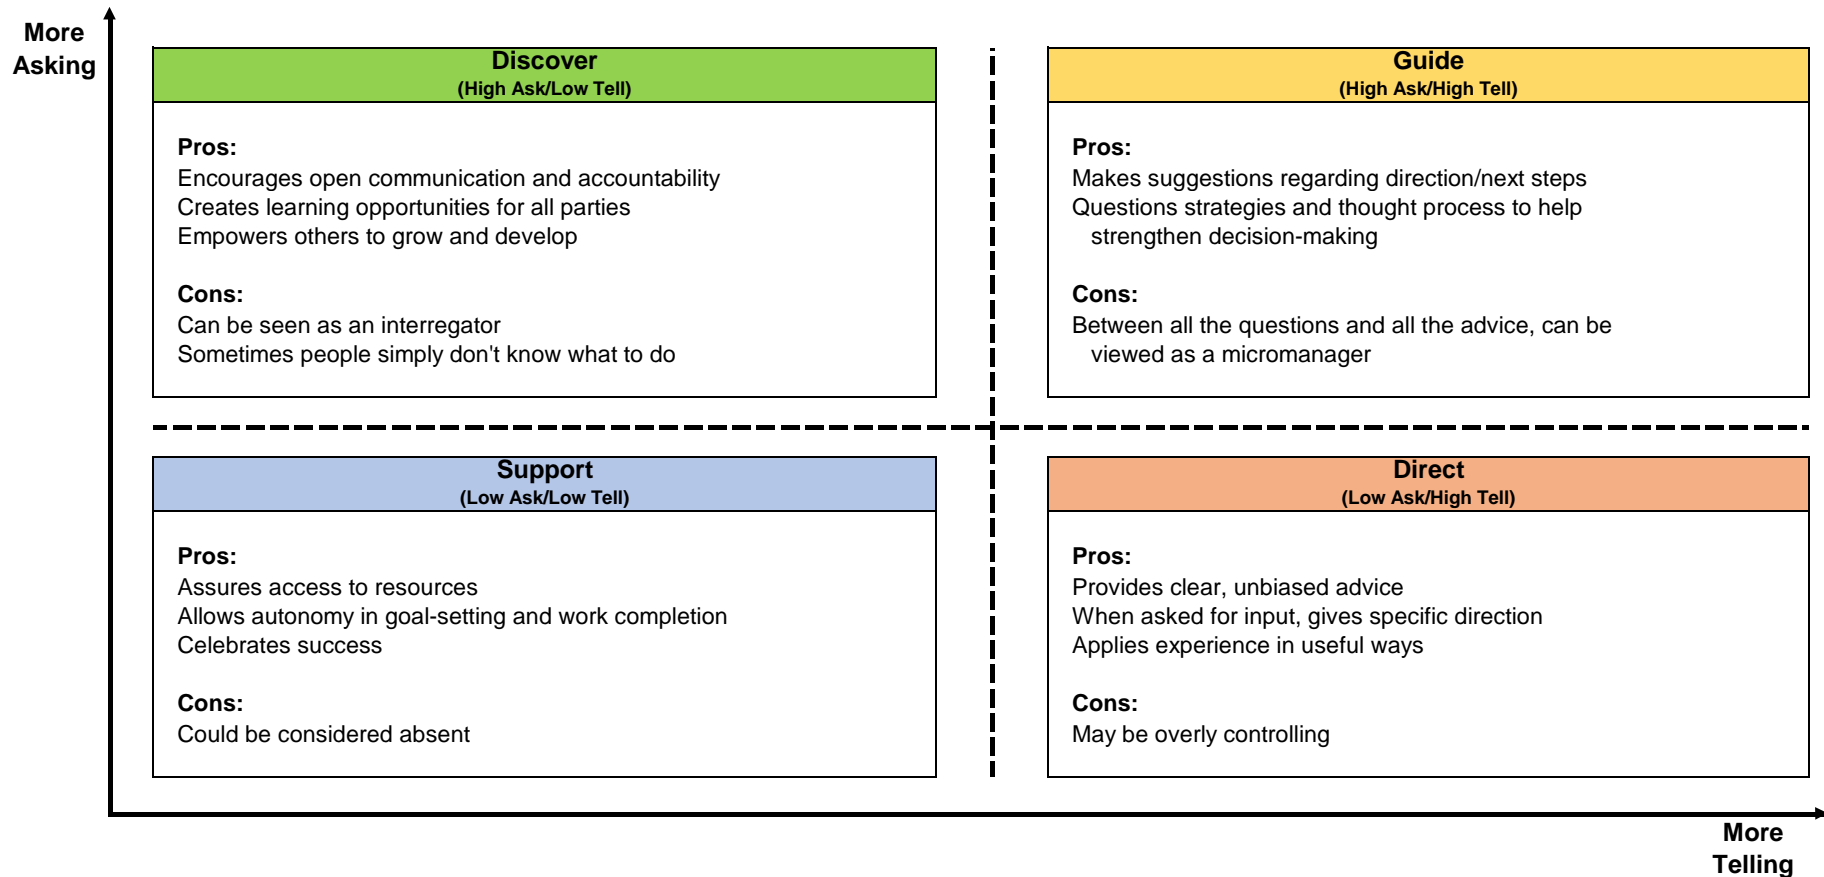 More
Asking
Discover
(High Ask/Low Tell)
Pros:
Encourages open communication and accountability
Creates learning opportunities for all parties
Empowers others to grow and develop
Cons:
Can be seen as an interregator
Sometimes people simply don't know what to do
Guide
(High Ask/High Tell)
Pros:
Makes suggestions regarding direction/next steps
Questions strategies and thought process to help
strengthen decision-making
Cons:
Between all the questions and all the advice, can be
viewed as a micromanager
Support
(Low Ask/Low Tell)
Pros:
Assures access to resources
Allows autonomy in goal-setting and work completion
Celebrates success
Cons:
Could be considered absent
Direct
(Low Ask/High Tell)
Pros:
Provides clear, unbiased advice
When asked for input, gives specific direction
Applies experience in useful ways
Cons:
May be overly controlling
More
Telling